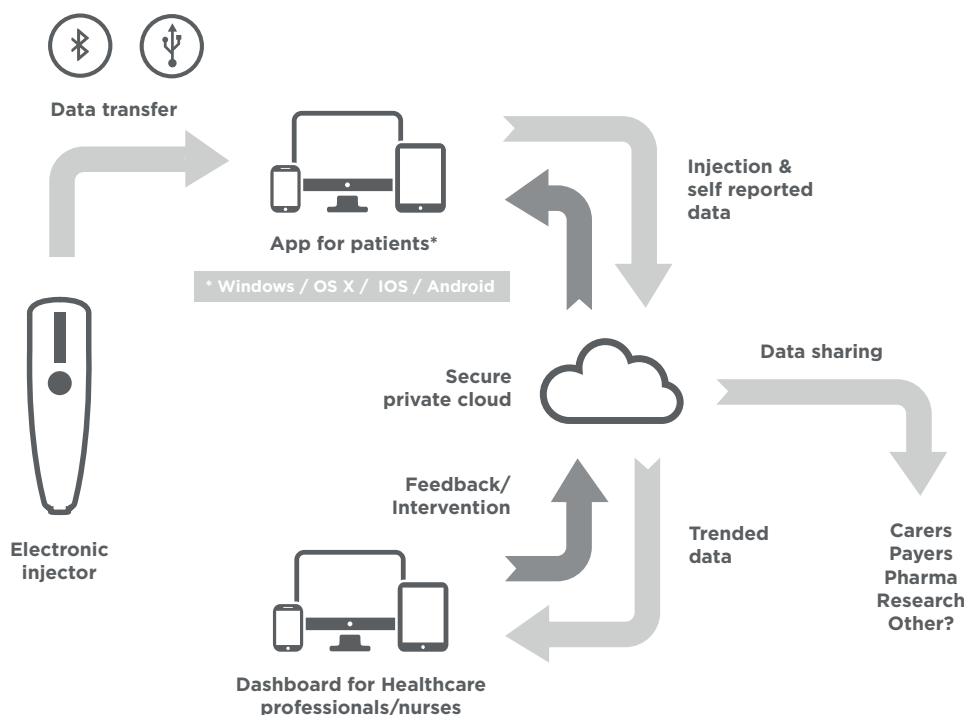 Data transfer
App for patients*
* Windows / OS X / IOS / Android
Injection &
self reported
data
Secure
private cloud
Data sharing
Feedback/
Intervention
Trended
data
Electronic
injector
Carers
Payers
Pharma
Research
Other?
Dashboard for Healthcare
professionals/nurses